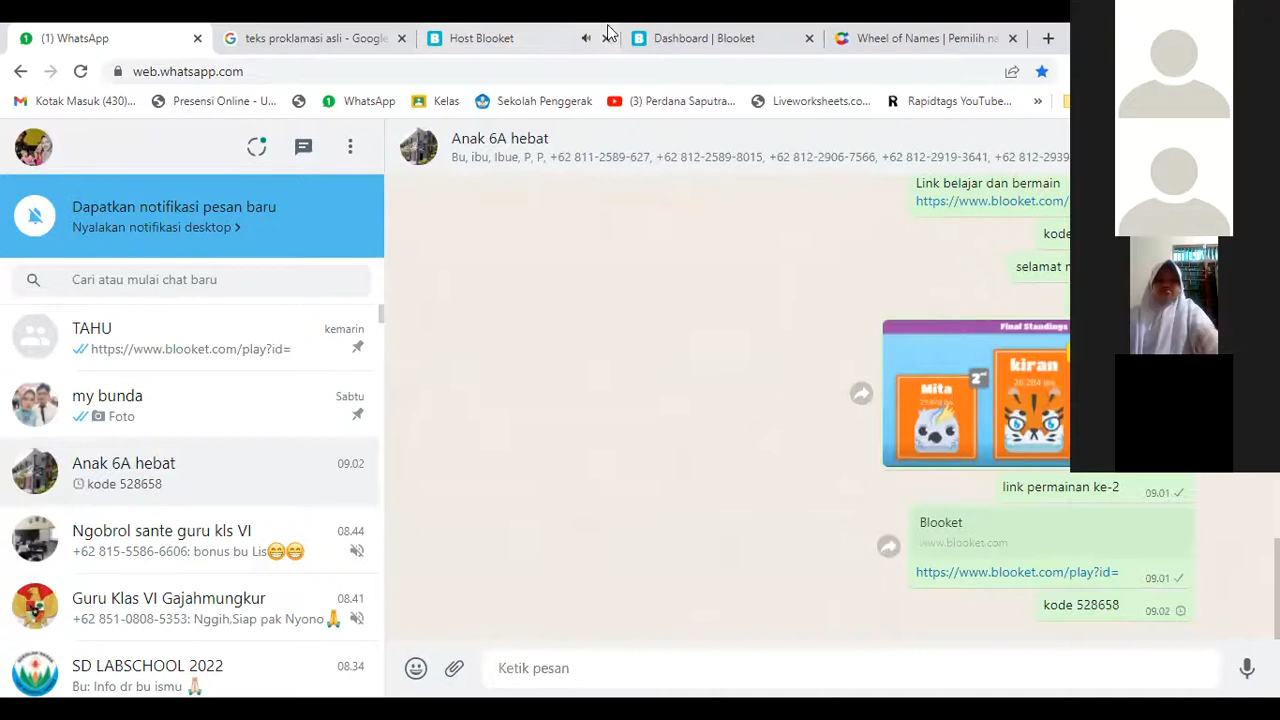 (1) WhatsApp
teks proklamasi asli - Google
Host Blooket
Dashboard | Blooket
Wheel of Names | Pemilih na
web.whatsapp.com
Kotak Masuk (430)...
Presensi Online - U...
WhatsApp
Kelas
Sekolah Penggerak
(3) Perdana Saputra...
Liveworksheets.co...
Rapidtags YouTube...
»
Anak 6A hebat
Bu, ibu, Ibue, P, P, +62 811-2589-627, +62 812-2589-8015, +62 812-2906-7566, +62 812-2919-3641, +62 812-2939
Dapatkan notifikasi pesan baru
Nyalakan notifikasi desktop >
Cari atau mulai chat baru
TAHU
kemarin
https://www.blooket.com/play?id=
my bunda
Sabtu
Foto
Anak 6A hebat
09.02
kode 528658
Ngobrol sante guru kls VI
08.44
+62 815-5586-6606: bonus bu Lis😁😁
Guru Klas VI Gajahmungkur
08.41
+62 851-0808-5353: Nggih.Siap pak Nyono🙏
SD LABSCHOOL 2022
08.34
Bu: Info dr bu ismu 🙏🏻
Link belajar dan bermain
https://www.blooket.com/
kode
selamat
Final Standings
2nd
Mita
kiran
link permainan ke-2
09.01
Blooket
www.blooket.com
https://www.blooket.com/play?id=
09.01
kode 528658
09.02
Ketik pesan